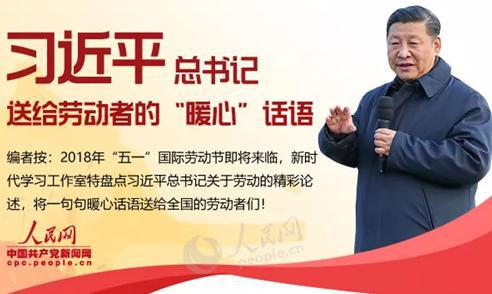 习近平 总书记
送给劳动者的“暖心”话语
编者按：2018年“五一”国际劳动节即将来临，新时
代学习工作室特盘点习近平总书记关于劳动的精彩论
述，将一句句暖心话语送给全国的劳动者们！
人民网
中国共产党新闻网
cpc.people.cn
人民网